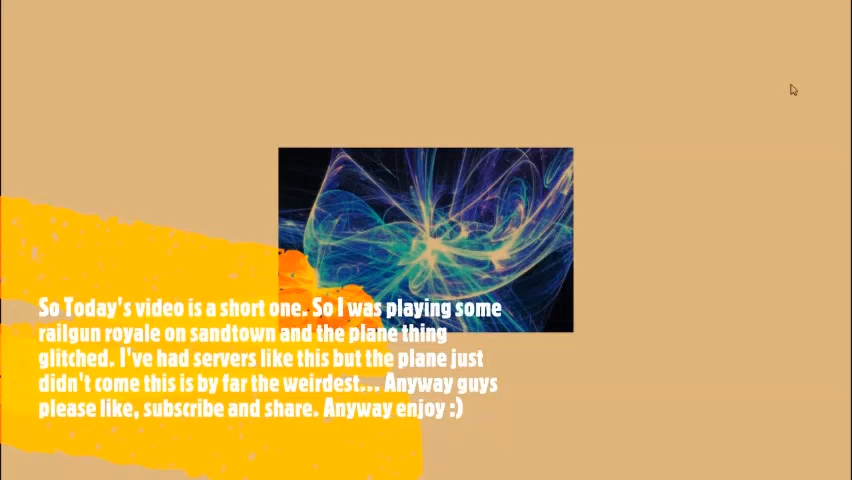 So Today's video is a short one. So I was playing some
railgun royale on sandtown and the plane thing
glitched. I've had servers like this but the plane just
didn't come this is by far the weirdest... Anyway guys
please like, subscribe and share. Anyway enjoy :)